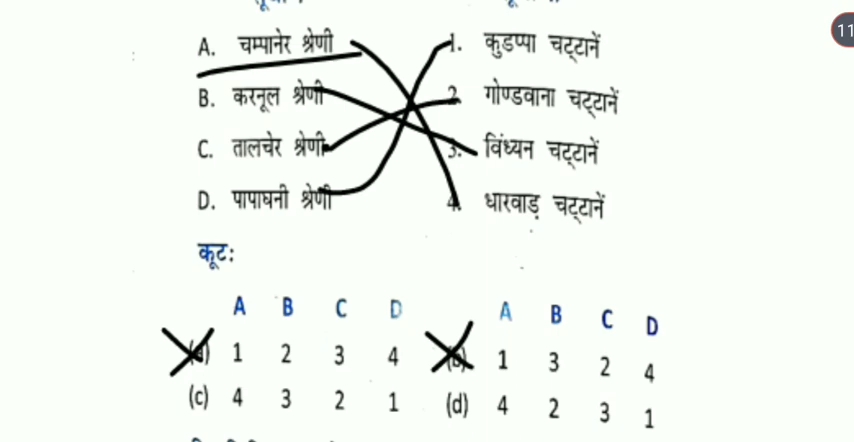 11
A. चम्पानेर श्रेणी 1. कुडप्पा चट्टानें
B. करनूल श्रेणी 2. गोण्डवाना चट्टानें
C. तालचेर श्रेणी 3. विंध्यन चट्टानें
D. पापाघनी श्रेणी 4. धारवाड़ चट्टानें
कूट:
A B C D A B C D
(a) 1 2 3 4 (b) 1 3 2 4
(c) 4 3 2 1 (d) 4 2 3 1